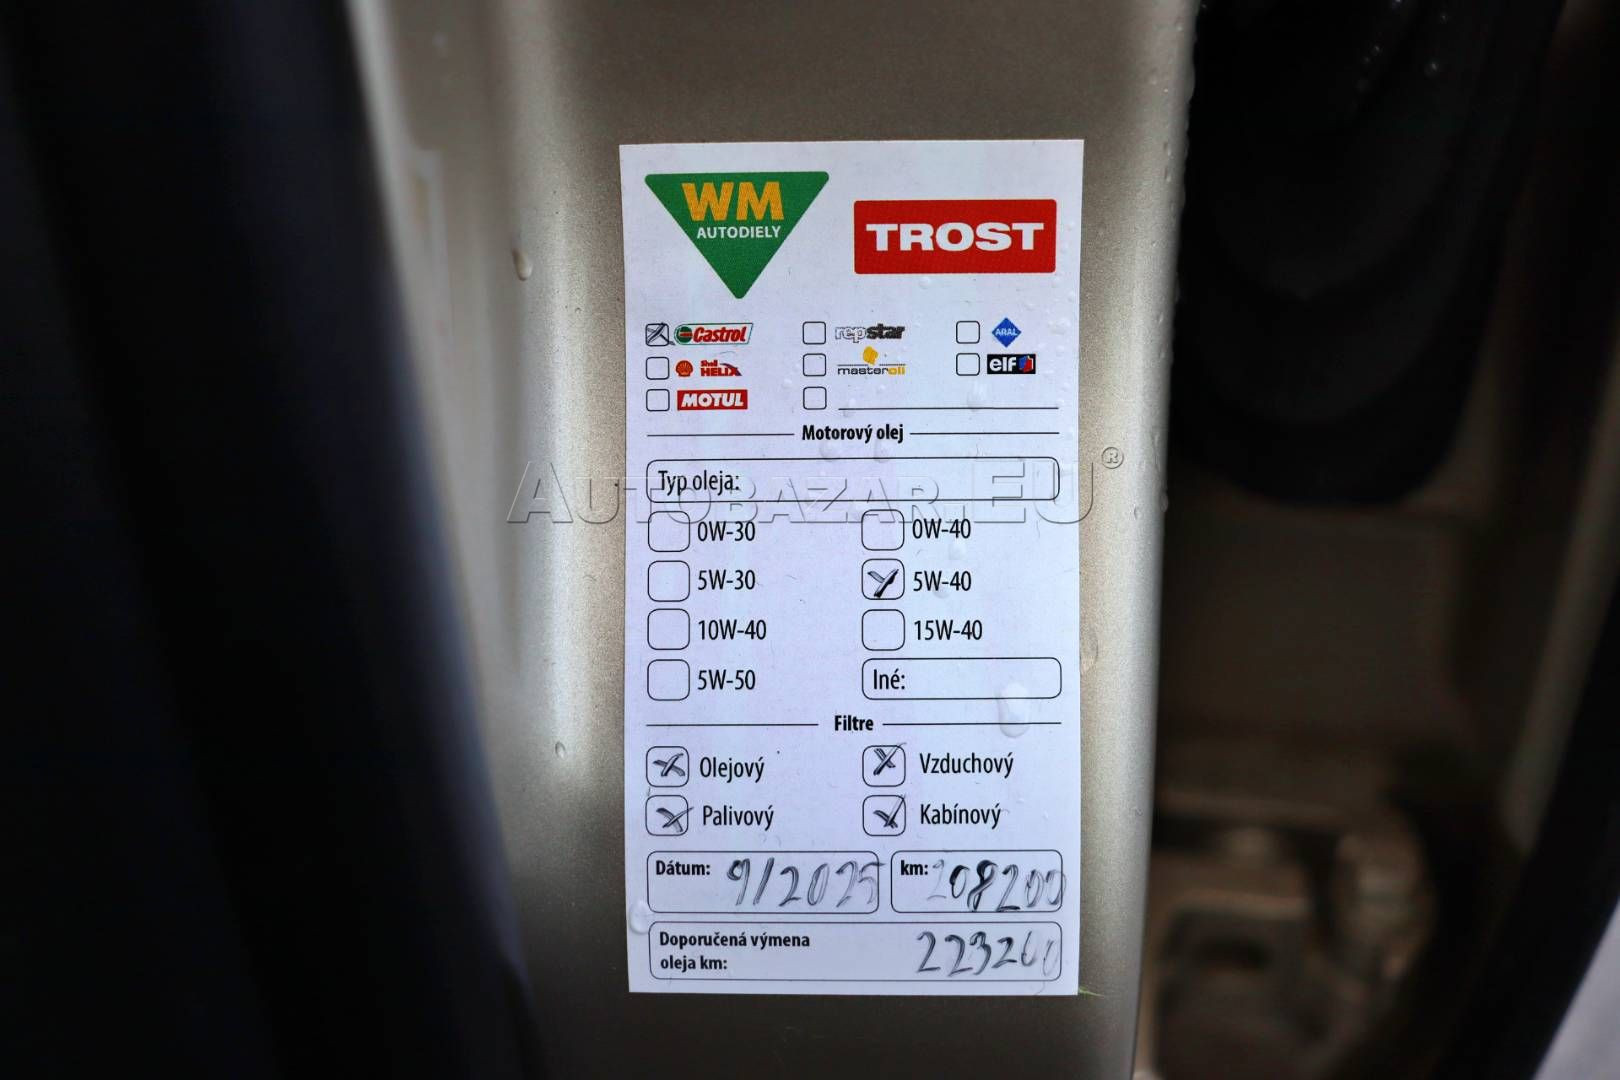 WM
AUTODIELY
TROST
Castrol
repstar
ARAL
Shell
HELIX
masteroil
elf
MOTUL
Motorový olej
Typ oleja:
AUTOBAZAR.EU®
0W-30
0W-40
5W-30
5W-40
10W-40
15W-40
5W-50
Iné:
Filtre
Olejový
Vzduchový
Palivový
Kabínový
Dátum: 9/2025
km: 208200
Doporučená výmena
oleja km: 223200